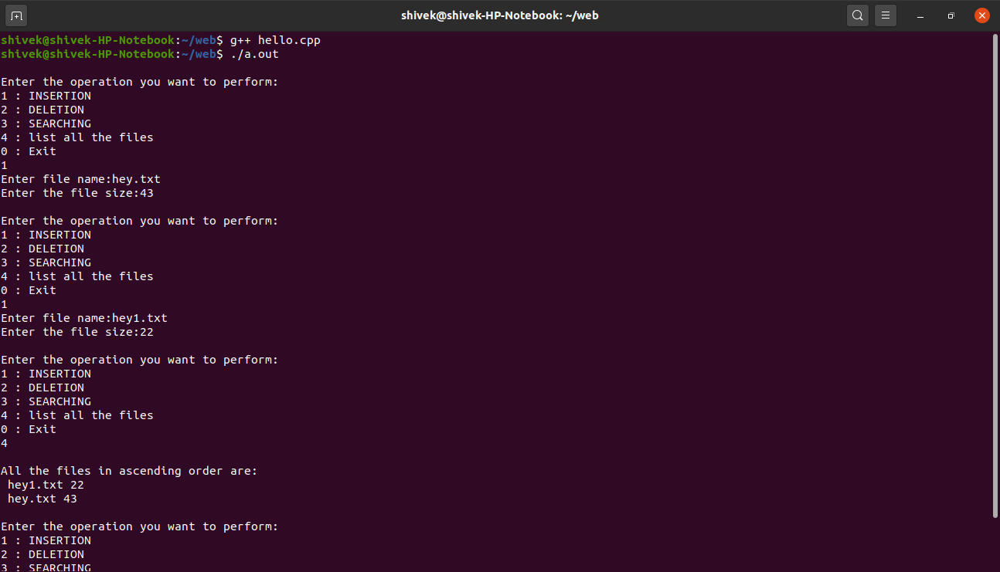 shivek@shivek-HP-Notebook: ~/web
shivek@shivek-HP-Notebook:~/web$ g++ hello.cpp
shivek@shivek-HP-Notebook:~/web$ ./a.out
Enter the operation you want to perform:
1 : INSERTION
2 : DELETION
3 : SEARCHING
4 : list all the files
0 : Exit
1
Enter file name:hey.txt
Enter the file size:43
Enter the operation you want to perform:
1 : INSERTION
2 : DELETION
3 : SEARCHING
4 : list all the files
0 : Exit
1
Enter file name:hey1.txt
Enter the file size:22
Enter the operation you want to perform:
1 : INSERTION
2 : DELETION
3 : SEARCHING
4 : list all the files
0 : Exit
4
All the files in ascending order are:
hey1.txt 22
hey.txt 43
Enter the operation you want to perform:
1 : INSERTION
2 : DELETION
3 : SEARCHING